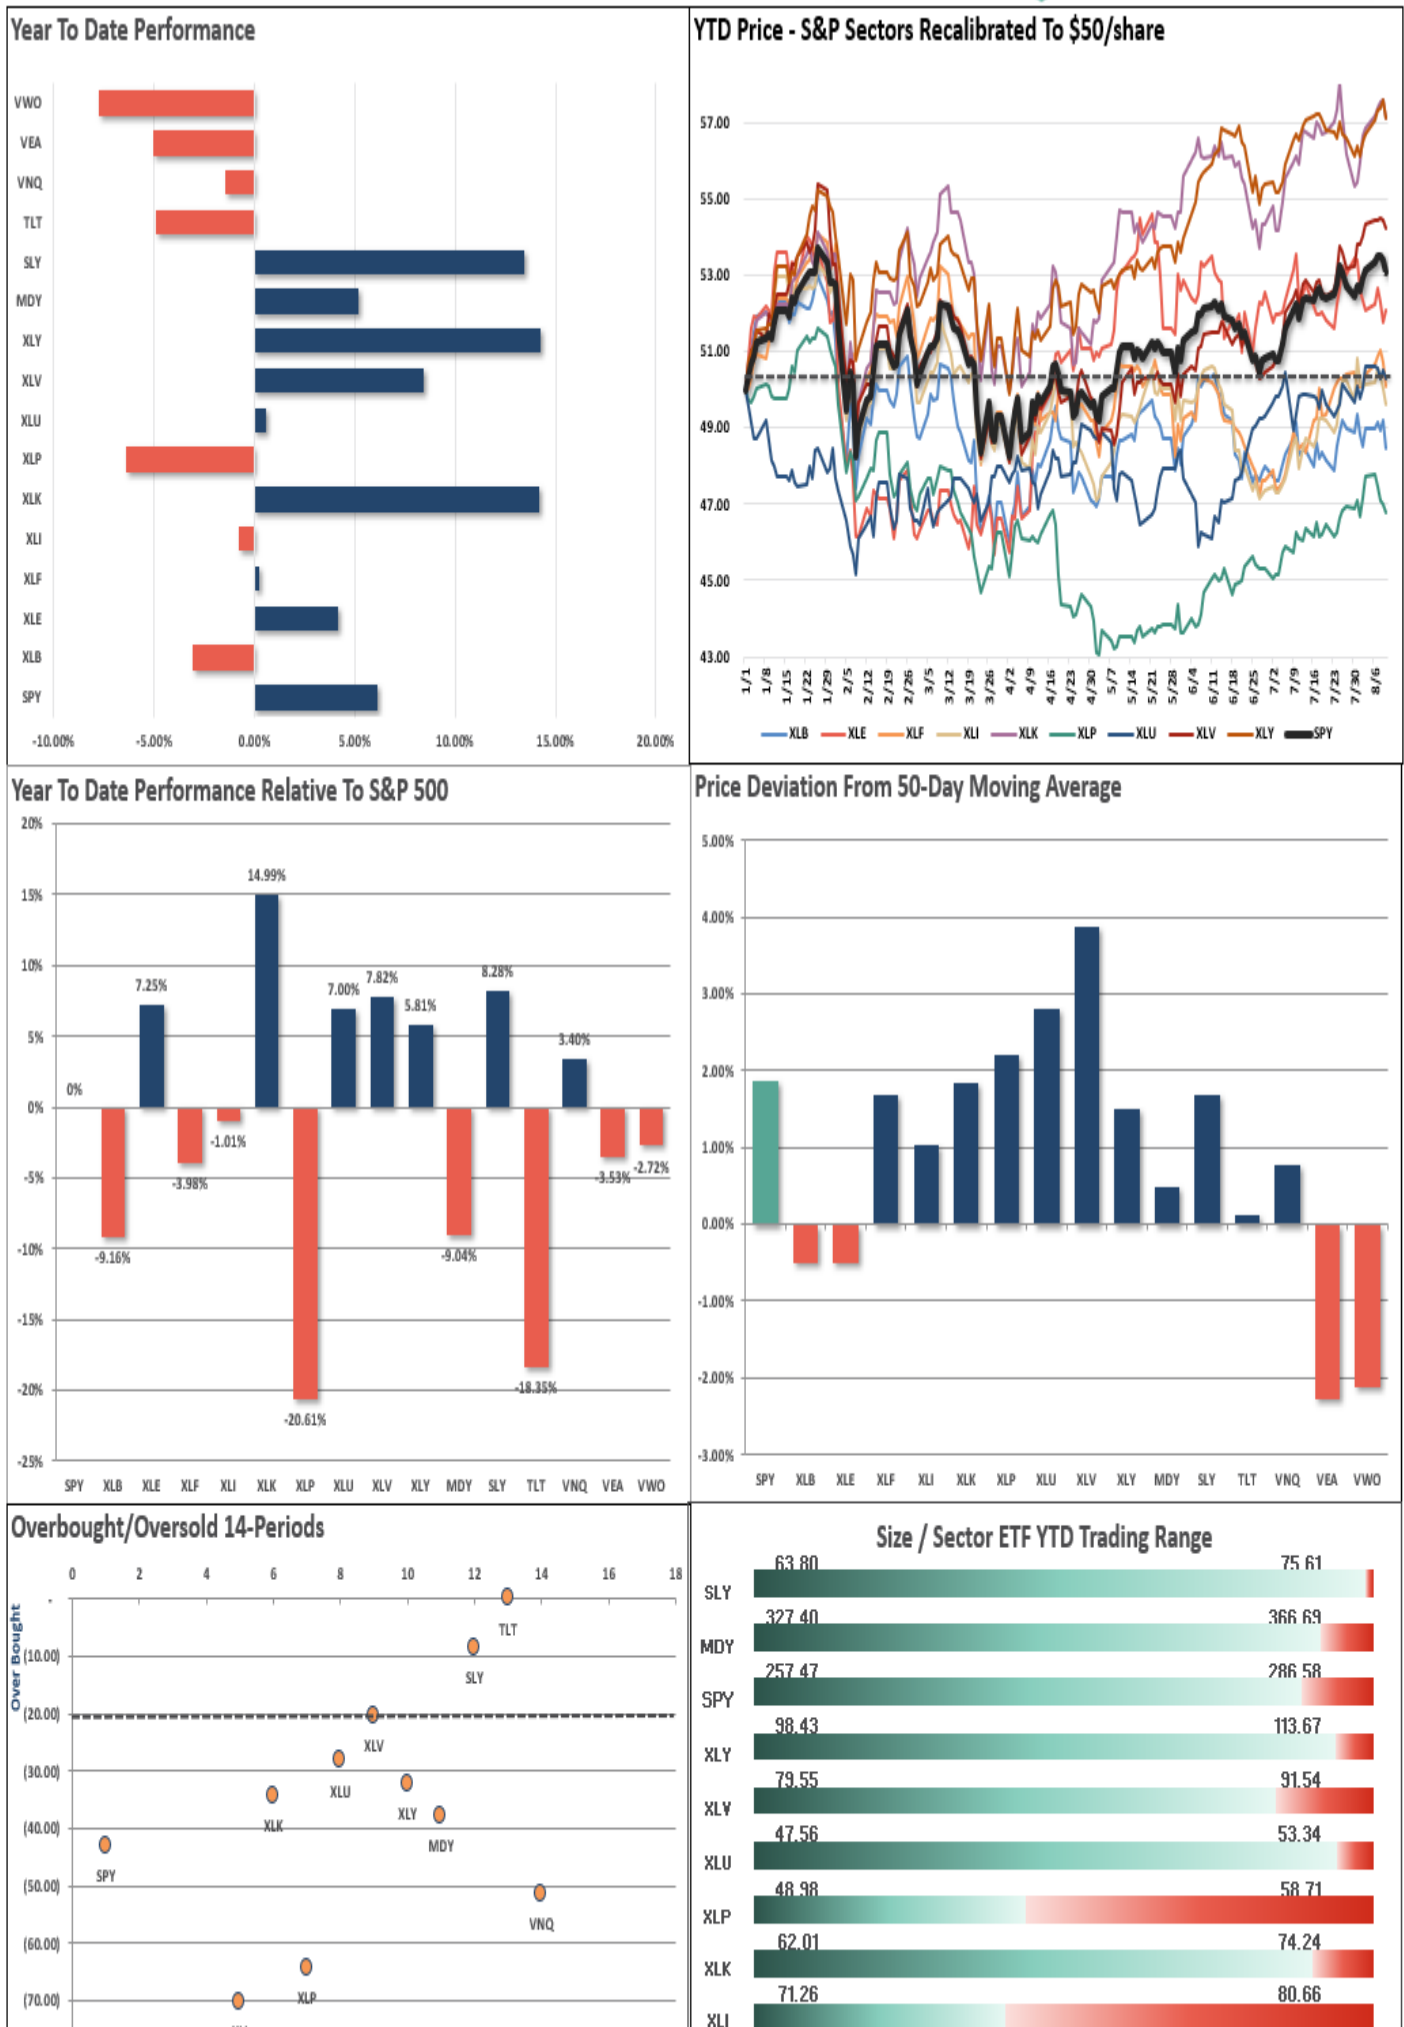 Year To Date Performance
VWO
VEA
VNQ
TLT
SLY
MDY
XLY
XLV
XLU
XLP
XLK
XLI
XLF
XLE
XLB
SPY
-10.00% -5.00% 0.00% 5.00% 10.00% 15.00% 20.00%
YTD Price - S&P Sectors Recalibrated To $50/share
57.00
55.00
53.00
51.00
49.00
47.00
45.00
43.00
1/1 1/8 1/15 1/22 1/29 2/5 2/12 2/19 2/26 3/5 3/12 3/19 3/26 4/2 4/9 4/16 4/23 4/30 5/7 5/14 5/21 5/28 6/4 6/11 6/18 6/25 7/2 7/9 7/16 7/23 7/30 8/6
XLB XLE XLF XLI XLK XLP XLU XLV XLY SPY
Year To Date Performance Relative To S&P 500
20%
15%
10%
5%
0%
-5%
-10%
-15%
-20%
-25%
0%
-9.16%
7.25%
-3.98%
-1.01%
14.99%
-20.61%
7.00%
7.82%
5.81%
-9.04%
8.28%
-18.35%
3.40%
-3.53%
-2.72%
SPY XLB XLE XLF XLI XLK XLP XLU XLV XLY MDY SLY TLT VNQ VEA VWO
Price Deviation From 50-Day Moving Average
5.00%
4.00%
3.00%
2.00%
1.00%
0.00%
-1.00%
-2.00%
-3.00%
SPY XLB XLE XLF XLI XLK XLP XLU XLV XLY MDY SLY TLT VNQ VEA VWO
Overbought/Oversold 14-Periods
0 2 4 6 8 10 12 14 16 18
Over Bought
-
(10.00)
(20.00)
(30.00)
(40.00)
(50.00)
(60.00)
(70.00)
TLT
SLY
XLV
XLU
XLY
XLK
MDY
SPY
VNQ
XLP
Size / Sector ETF YTD Trading Range
63.80 75.61
SLY
327.40 366.69
MDY
257.47 286.58
SPY
98.43 113.67
XLY
79.55 91.54
XLV
47.56 53.34
XLU
48.98 58.71
XLP
62.01 74.24
XLK
71.26 80.66
XLI